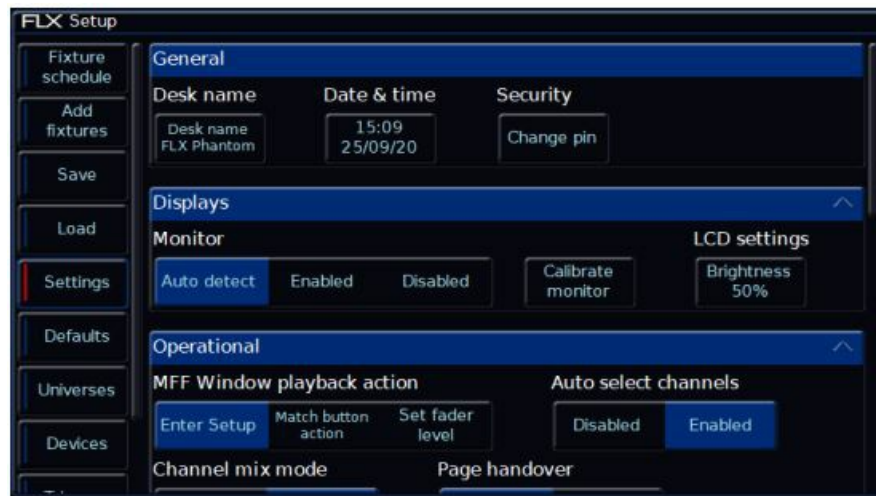 FLX Setup
Fixture
schedule
Add
fixtures
Save
Load
Settings
Defaults
Universes
Devices
General
Desk name Date & time Security
Desk name
FLX Phantom
15:09
25/09/20
Change pin
Displays
Monitor LCD settings
Auto detect Enabled Disabled
Calibrate
monitor
Brightness
50%
Operational
MFF Window playback action Auto select channels
Enter Setup
Match button
action
Set fader
level
Disabled Enabled
Channel mix mode Page handover